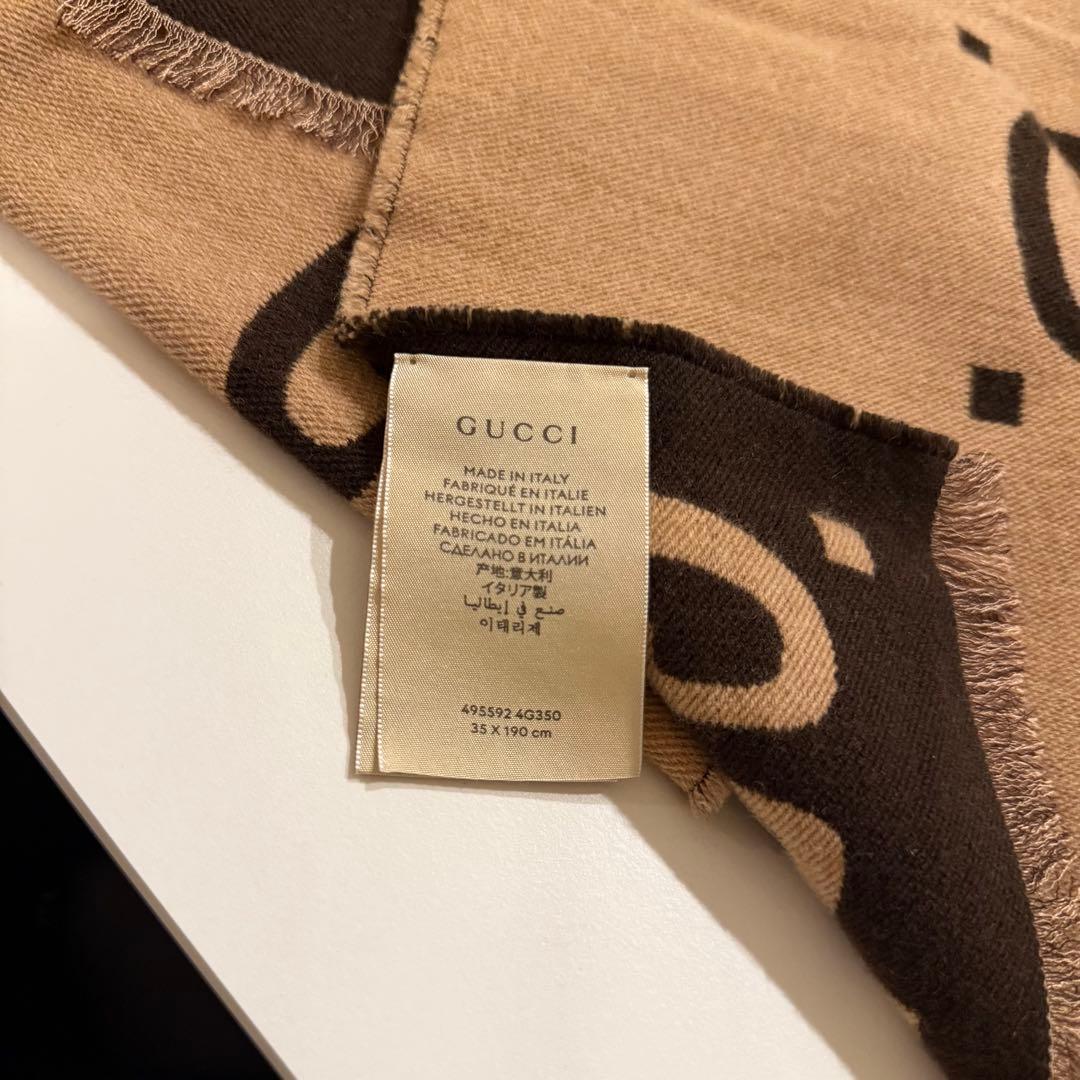 GUCCI
MADE IN ITALY
FABRIQUÉ EN ITALIE
HERGESTELLT IN ITALIEN
HECHO EN ITALIA
FABRICADO EM ITÁLIA
СДЕЛАНО В ИТАЛИИ
产地:意大利
イタリア製
صنع في إيطاليا
이태리제
495592 4G350
35 X 190 cm